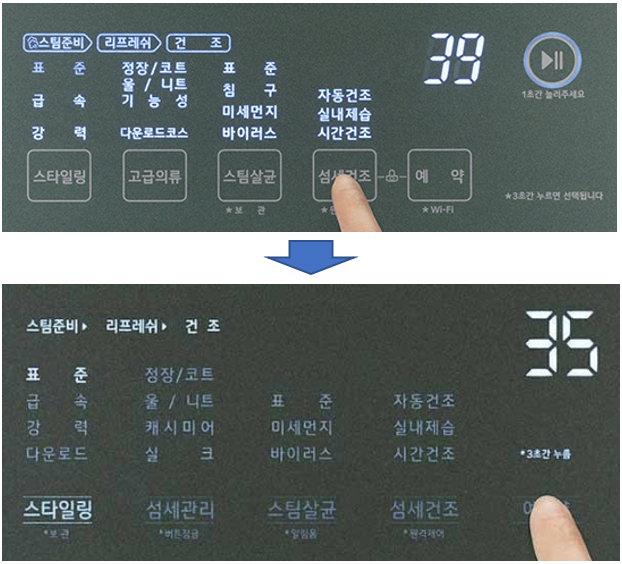 스팀준비 리프레쉬 건 조
39
표 준 정장/코트 표 준
울 / 니트 침 구 자동건조
급 속 기 능 성 미세먼지 실내제습
강 력 다운로드코스 바이러스 시간건조
1초간 눌러주세요
스타일링 고급의류 스팀살균 섬세건조 예 약
*보 관 *Wi-Fi
*3초간 누르면 선택됩니다
스팀준비 리프레쉬 건 조
35
표 준 정장/코트
급 속 울 / 니트 표 준 자동건조
강 력 캐시미어 미세먼지 실내제습
다운로드 실 크 바이러스 시간건조
*3초간 누름
스타일링 섬세관리 스팀살균 섬세건조
*보관 *버튼잠금 *알림음 *원격제어